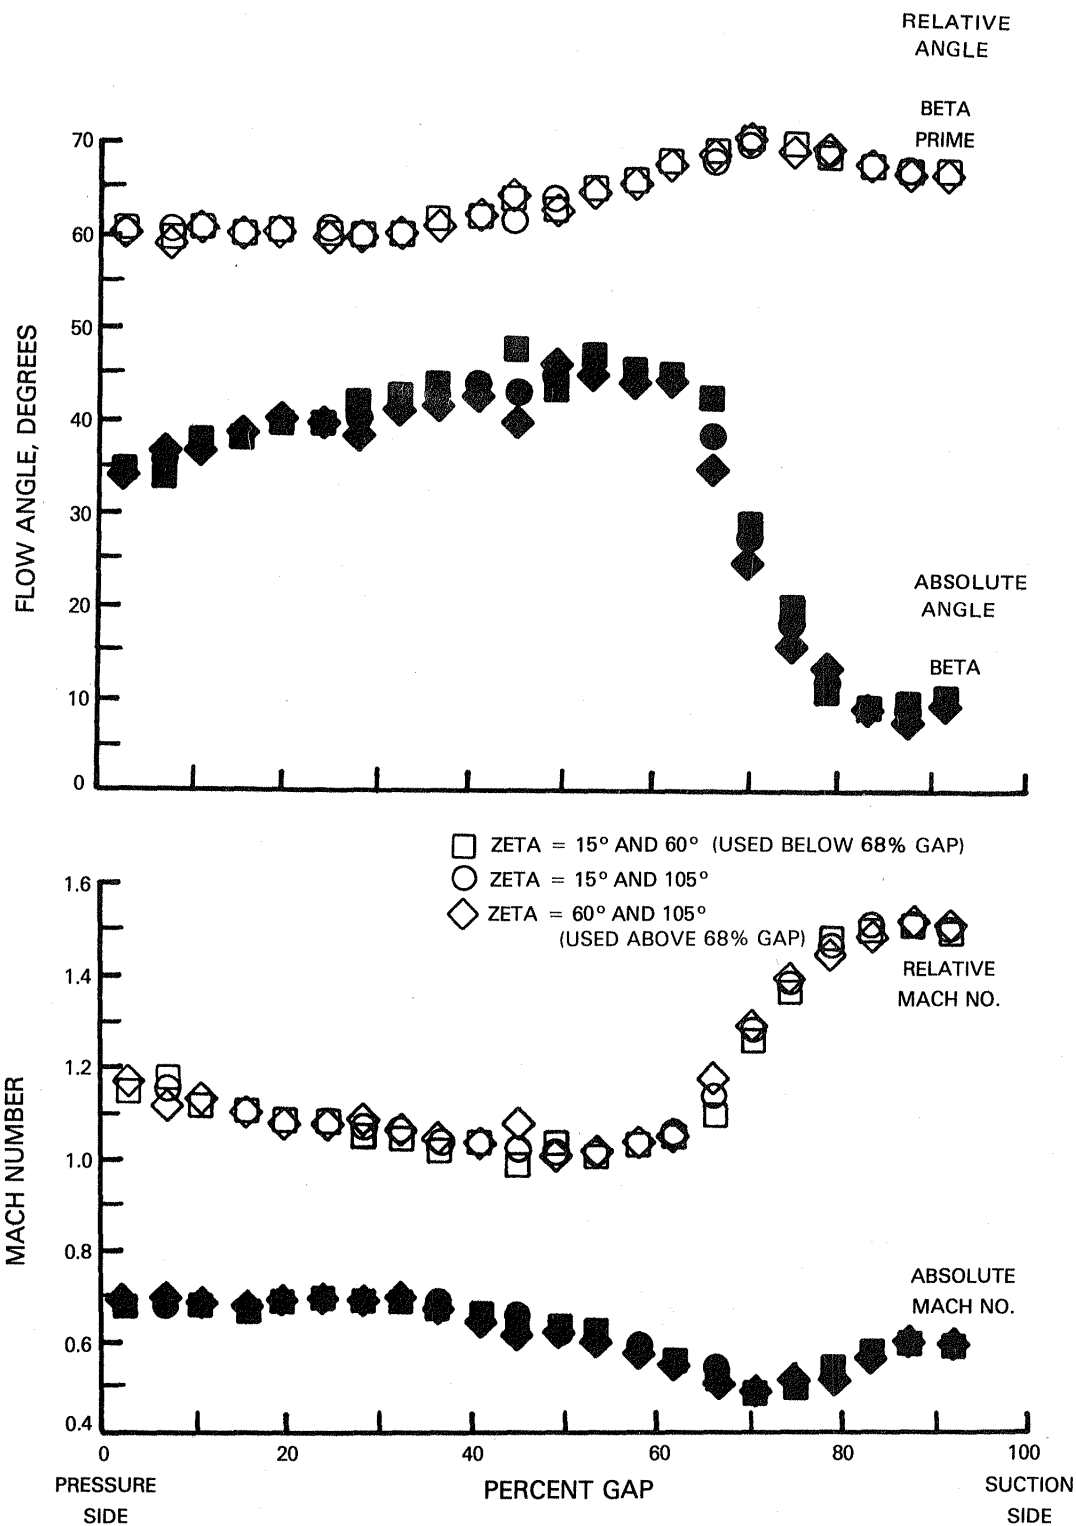 RELATIVE
ANGLE
BETA
PRIME
70
60
50
40
30
20
10
0
FLOW ANGLE, DEGREES
ABSOLUTE
ANGLE
BETA
ZETA = 15° AND 60° (USED BELOW 68% GAP)
ZETA = 15° AND 105°
ZETA = 60° AND 105°
(USED ABOVE 68% GAP)
1.6
1.4
1.2
1.0
0.8
0.6
0.4
MACH NUMBER
RELATIVE
MACH NO.
ABSOLUTE
MACH NO.
0 20 40 60 80 100
PRESSURE
SIDE
PERCENT GAP
SUCTION
SIDE